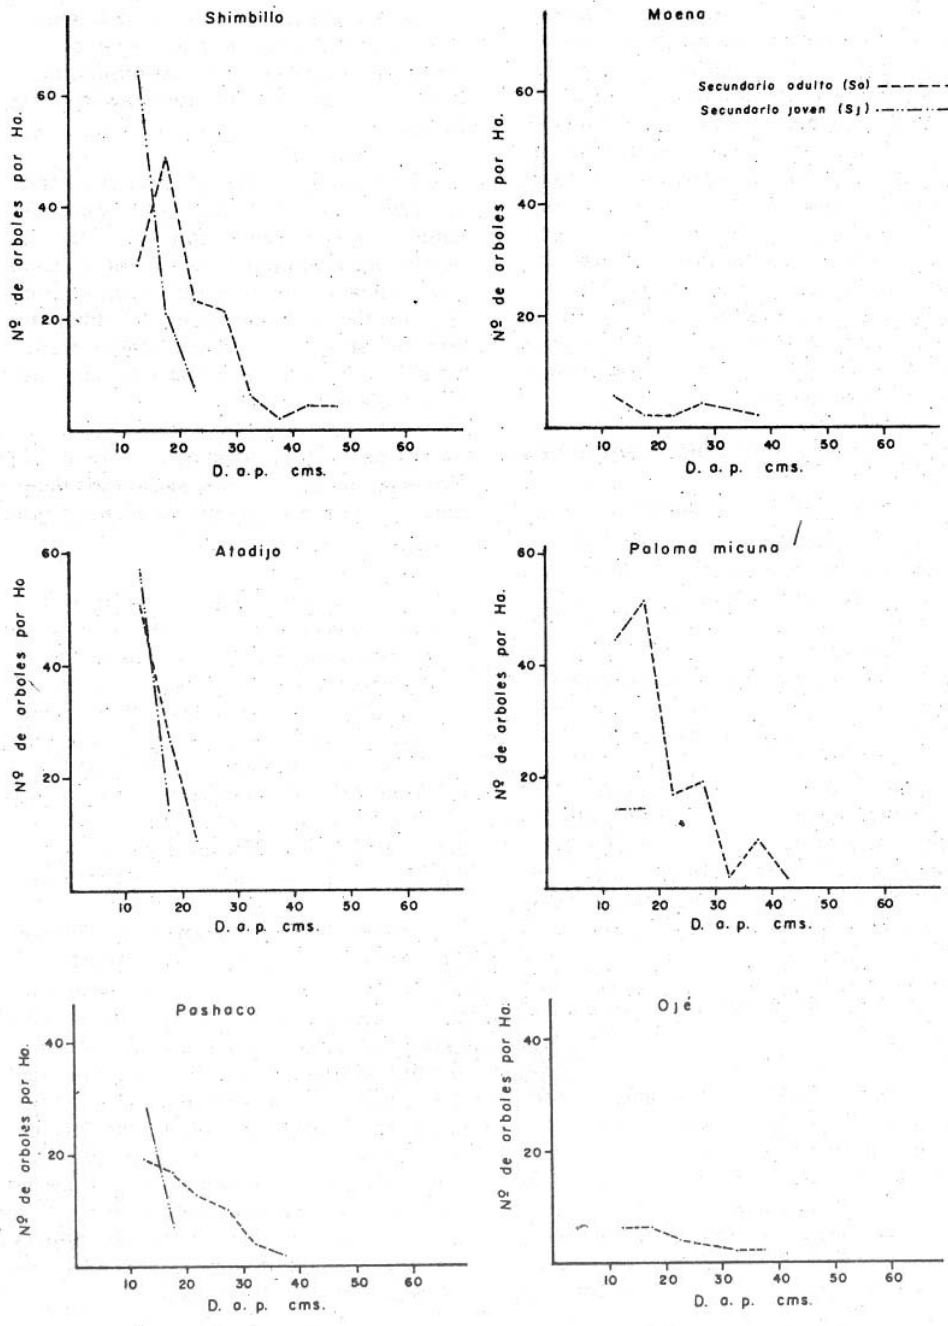 Shimbillo
Nº de arboles por Ha.
60
40
20
10 20 30 40 50 60
D. a. p. cms.
Moena
Secundario adulto (Sa)
Secundario joven (Sj)
Nº de arboles por Ha.
60
40
20
10 20 30 40 50 60
D. a. p. cms.
Atadijo
Nº de arboles por Ha
60
40
20
10 20 30 40 50 60
D. a. p. cms.
Paloma micuna
Nº de arboles por Ha.
60
40
20
10 20 30 40 50 60
D. a. p. cms.
Pashaco
Nº de arboles por Ha.
40
20
10 20 30 40 50 60
D. a. p. cms.
Ojé
Nº de arboles por Ha.
40
20
10 20 30 40 50 60
D. a. p. cms.